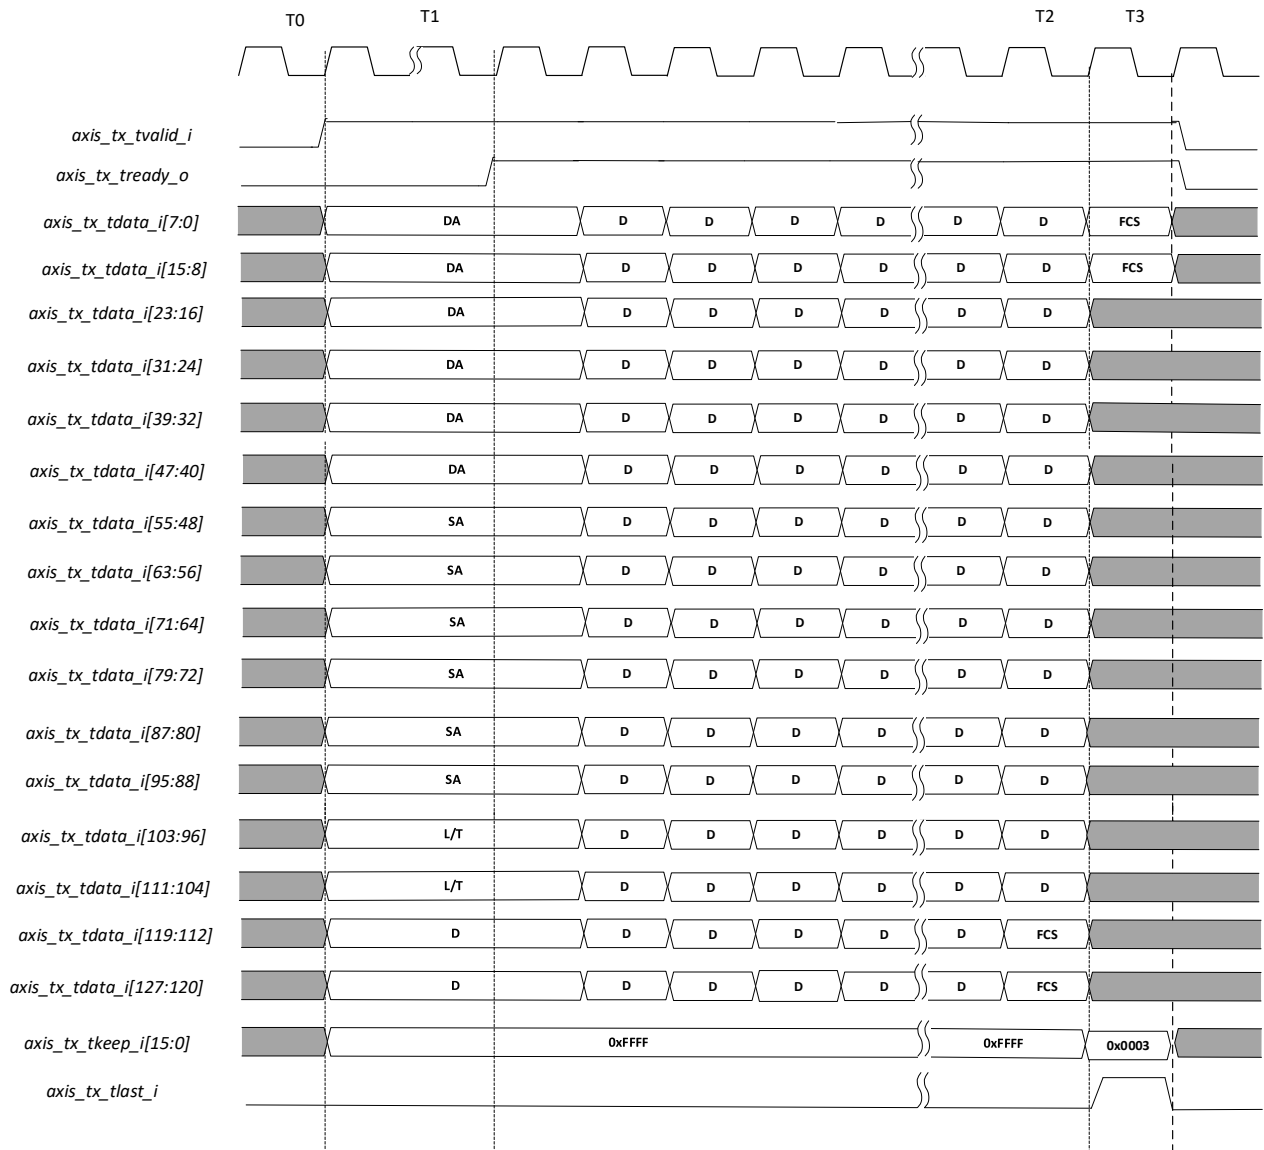 T0 T1 T2 T3
axis_tx_tvalid_i
axis_tx_tready_o
axis_tx_tdata_i[7:0] DA D D D D D D FCS
axis_tx_tdata_i[15:8] DA D D D D D D FCS
axis_tx_tdata_i[23:16] DA D D D D D D
axis_tx_tdata_i[31:24] DA D D D D D D
axis_tx_tdata_i[39:32] DA D D D D D D
axis_tx_tdata_i[47:40] DA D D D D D D
axis_tx_tdata_i[55:48] SA D D D D D D
axis_tx_tdata_i[63:56] SA D D D D D D
axis_tx_tdata_i[71:64] SA D D D D D D
axis_tx_tdata_i[79:72] SA D D D D D D
axis_tx_tdata_i[87:80] SA D D D D D D
axis_tx_tdata_i[95:88] SA D D D D D D
axis_tx_tdata_i[103:96] L/T D D D D D D
axis_tx_tdata_i[111:104] L/T D D D D D D
axis_tx_tdata_i[119:112] D D D D D D FCS
axis_tx_tdata_i[127:120] D D D D D D FCS
axis_tx_tkeep_i[15:0] 0xFFFF 0xFFFF 0x0003
axis_tx_tlast_i